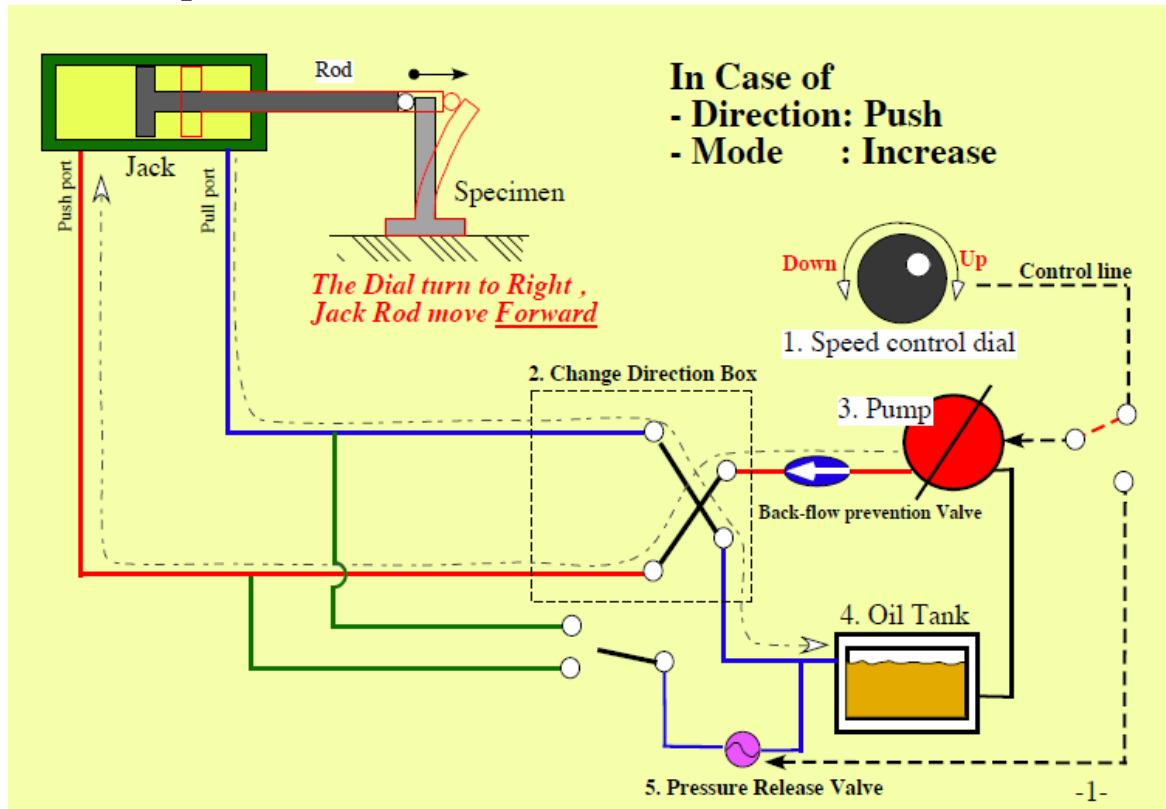 Rod
In Case of
- Direction: Push
- Mode : Increase
Jack
Push port
Pull port
Specimen
The Dial turn to Right ,
Jack Rod move Forward
Down
Up
Control line
1. Speed control dial
2. Change Direction Box
3. Pump
Back-flow prevention Valve
4. Oil Tank
5. Pressure Release Valve
-1-